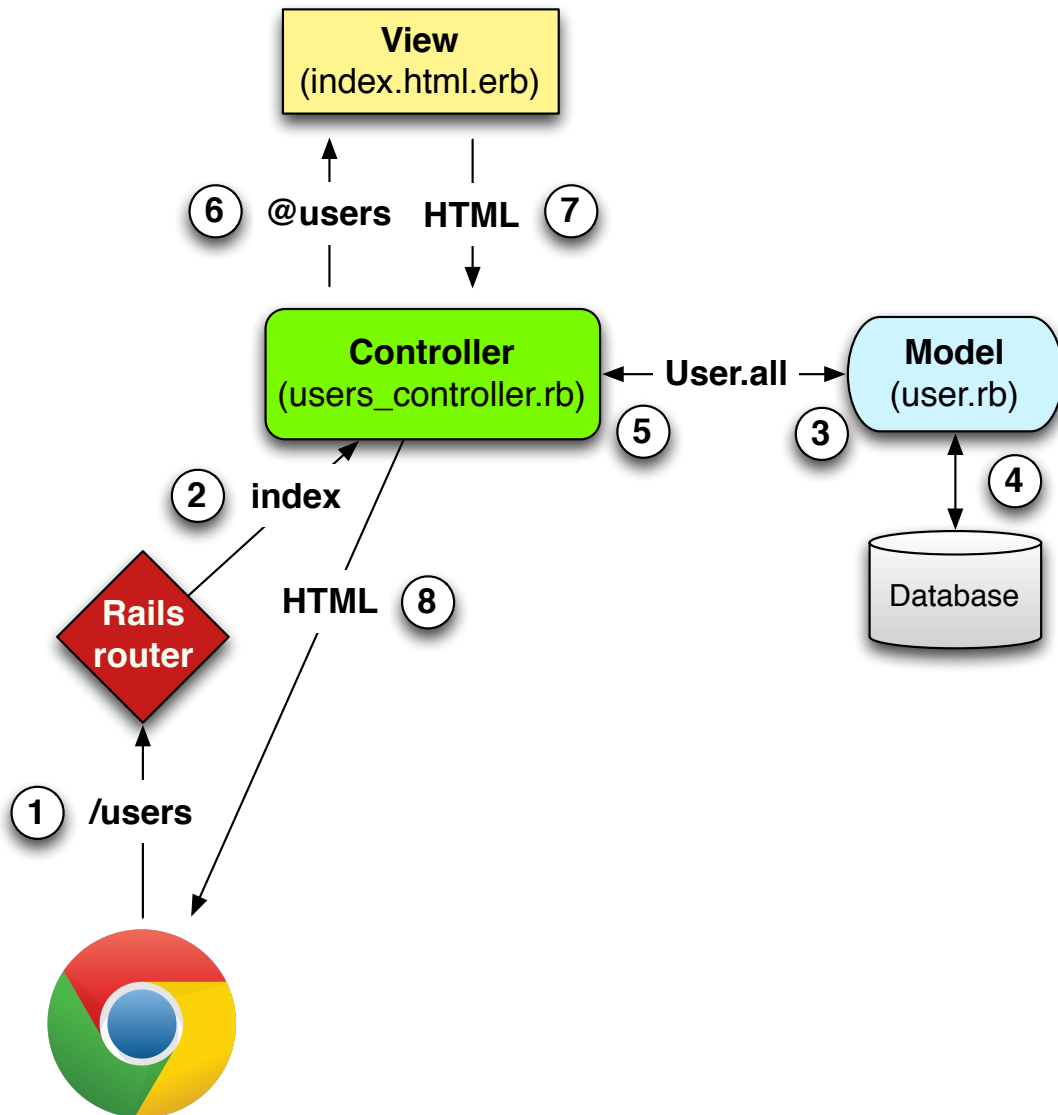 View
(index.html.erb)
6 @users HTML 7
Controller
(users_controller.rb)
User.all
Model
(user.rb)
5
3
4
2 index
Database
HTML 8
Rails
router
1 /users